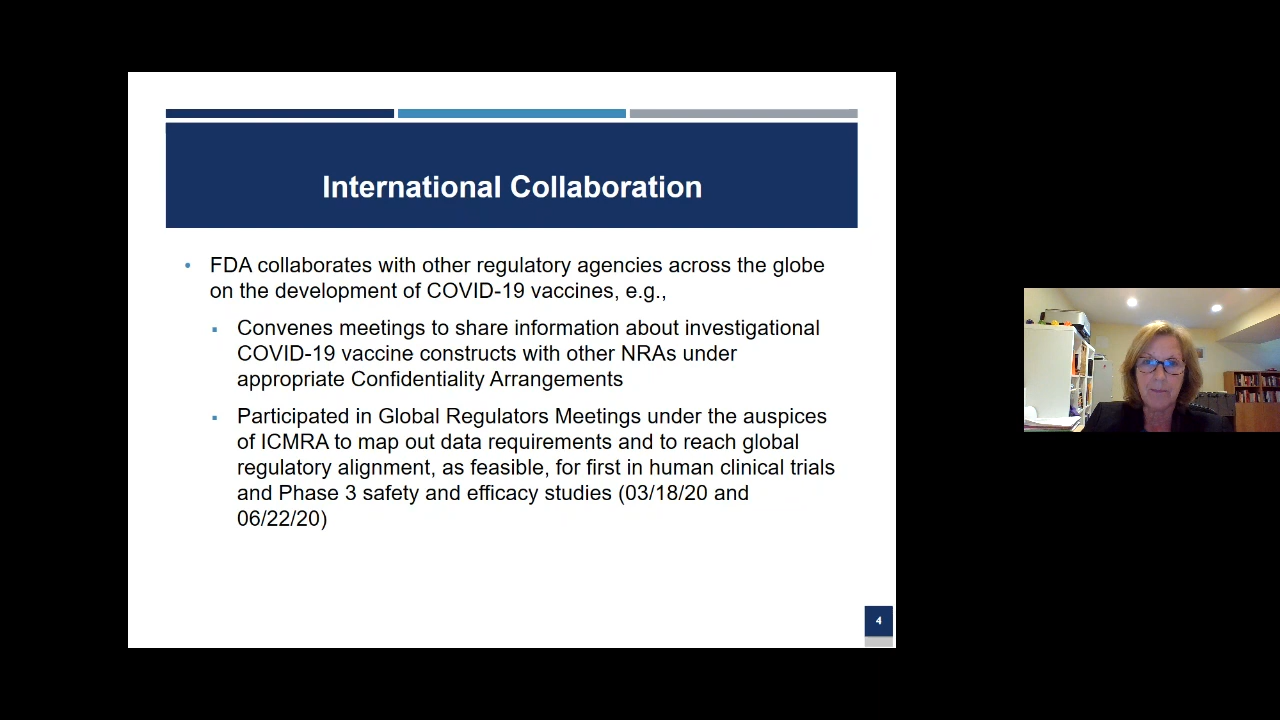 International Collaboration
• FDA collaborates with other regulatory agencies across the globe
on the development of COVID-19 vaccines, e.g.,
▪ Convenes meetings to share information about investigational
COVID-19 vaccine constructs with other NRAs under
appropriate Confidentiality Arrangements
▪ Participated in Global Regulators Meetings under the auspices
of ICMRA to map out data requirements and to reach global
regulatory alignment, as feasible, for first in human clinical trials
and Phase 3 safety and efficacy studies (03/18/20 and
06/22/20)
4